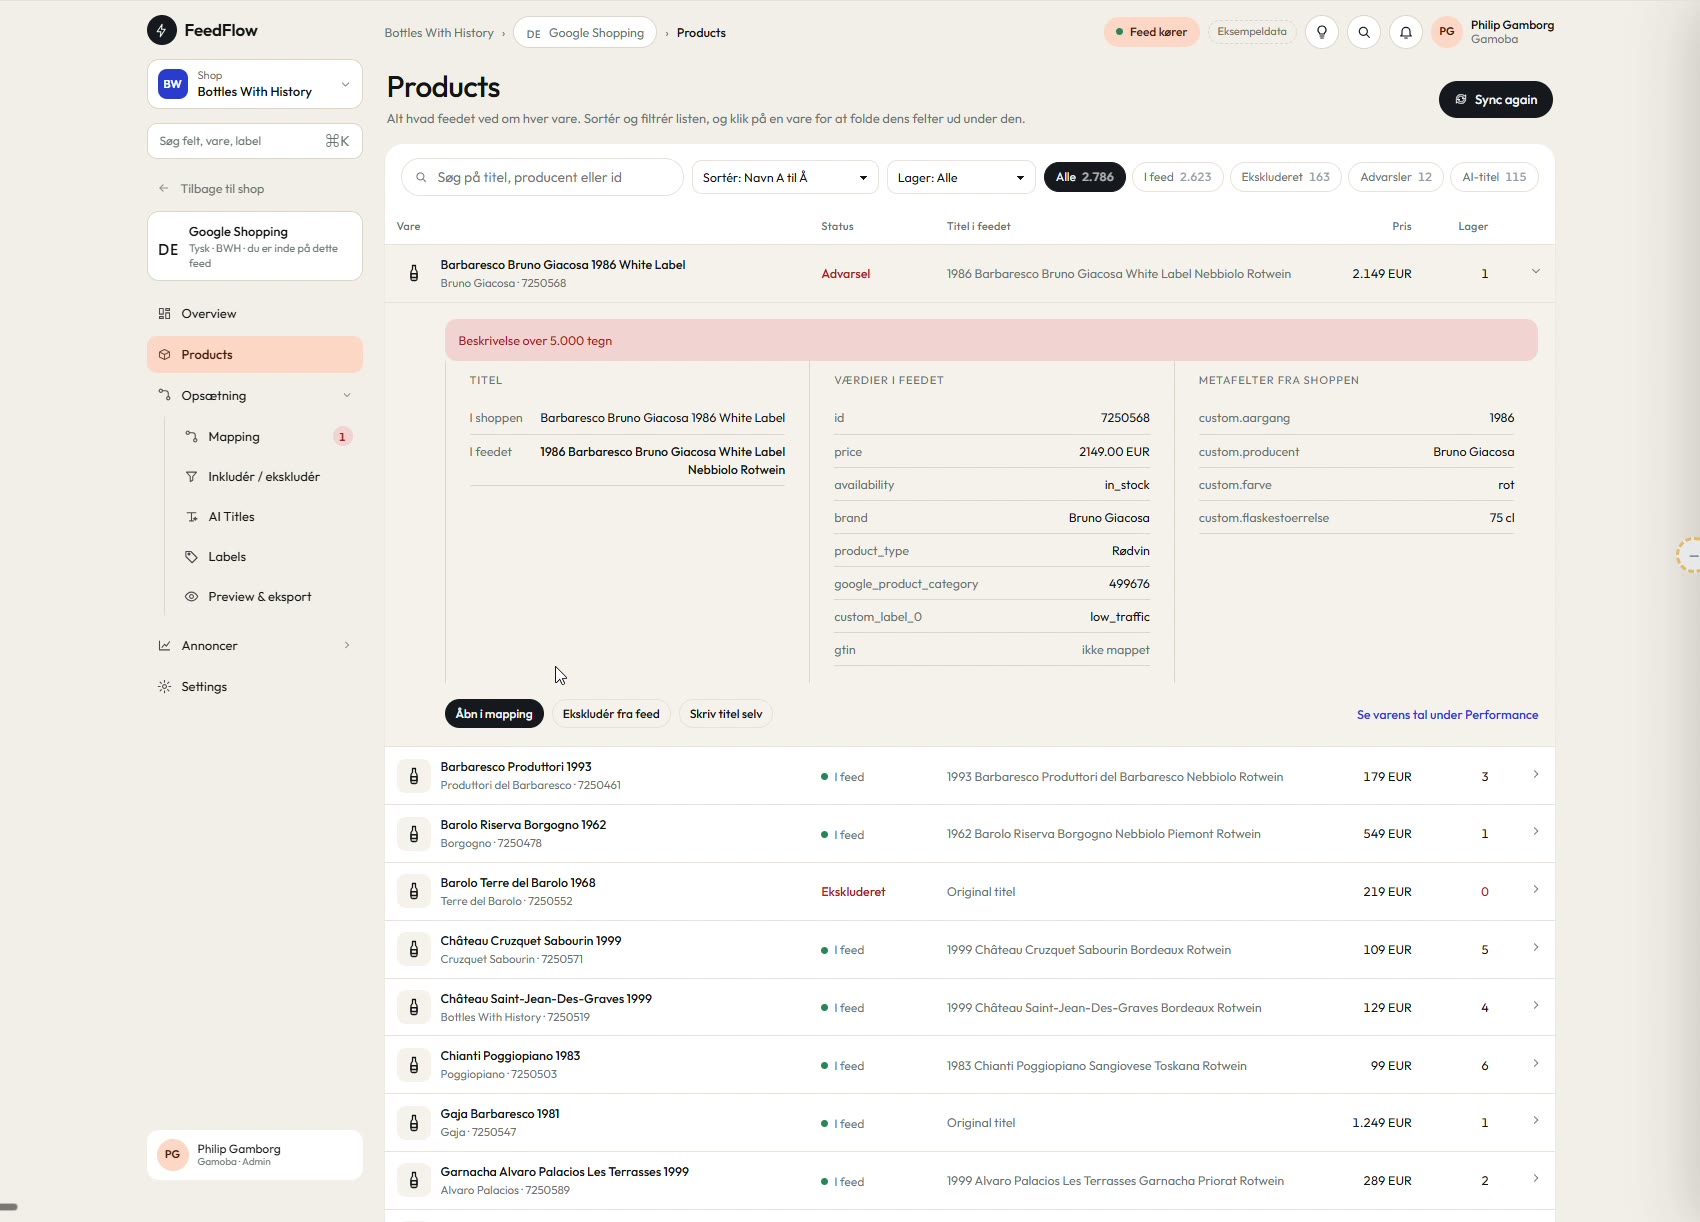 FeedFlow
Bottles With History › DE Google Shopping › Products
Feed kører
Eksempeldata
PG
Philip Gamborg
Gamoba
BW
Shop
Bottles With History
Søg felt, vare, label ⌘K
← Tilbage til shop
DE
Google Shopping
Tysk · BWH · du er inde på dette
feed
Overview
Products
Opsætning
Mapping 1
Inkludér / ekskludér
AI Titles
Labels
Preview & eksport
Annoncer
Settings
PG
Philip Gamborg
Gamoba · Admin
Products
Alt hvad feedet ved om hver vare. Sortér og filtrér listen, og klik på en vare for at folde dens felter ud under den.
Sync again
Søg på titel, producent eller id
Sortér: Navn A til Å
Lager: Alle
Alle 2.786
I feed 2.623
Ekskluderet 163
Advarsler 12
AI-titel 115
Vare Status Titel i feedet Pris Lager
Barbaresco Bruno Giacosa 1986 White Label
Bruno Giacosa · 7250568
Advarsel
1986 Barbaresco Bruno Giacosa White Label Nebbiolo Rotwein
2.149 EUR
1
Beskrivelse over 5.000 tegn
TITEL
I shoppen Barbaresco Bruno Giacosa 1986 White Label
I feedet 1986 Barbaresco Bruno Giacosa White Label
Nebbiolo Rotwein
VÆRDIER I FEEDET
id 7250568
price 2149.00 EUR
availability in_stock
brand Bruno Giacosa
product_type Rødvin
google_product_category 499676
custom_label_0 low_traffic
gtin ikke mappet
METAFELTER FRA SHOPPEN
custom.aargang 1986
custom.producent Bruno Giacosa
custom.farve rot
custom.flaskestoerrelse 75 cl
Åbn i mapping
Ekskludér fra feed
Skriv titel selv
Se varens tal under Performance
Barbaresco Produttori 1993
Produttori del Barbaresco · 7250461
I feed
1993 Barbaresco Produttori del Barbaresco Nebbiolo Rotwein
179 EUR
3
Barolo Riserva Borgogno 1962
Borgogno · 7250478
I feed
1962 Barolo Riserva Borgogno Nebbiolo Piemont Rotwein
549 EUR
1
Barolo Terre del Barolo 1968
Terre del Barolo · 7250552
Ekskluderet
Original titel
219 EUR
0
Château Cruzquet Sabourin 1999
Cruzquet Sabourin · 7250571
I feed
1999 Château Cruzquet Sabourin Bordeaux Rotwein
109 EUR
5
Château Saint-Jean-Des-Graves 1999
Bottles With History · 7250519
I feed
1999 Château Saint-Jean-Des-Graves Bordeaux Rotwein
129 EUR
4
Chianti Poggiopiano 1983
Poggiopiano · 7250503
I feed
1983 Chianti Poggiopiano Sangiovese Toskana Rotwein
99 EUR
6
Gaja Barbaresco 1981
Gaja · 7250547
I feed
Original titel
1.249 EUR
1
Garnacha Alvaro Palacios Les Terrasses 1999
Alvaro Palacios · 7250589
I feed
1999 Alvaro Palacios Les Terrasses Garnacha Priorat Rotwein
289 EUR
2